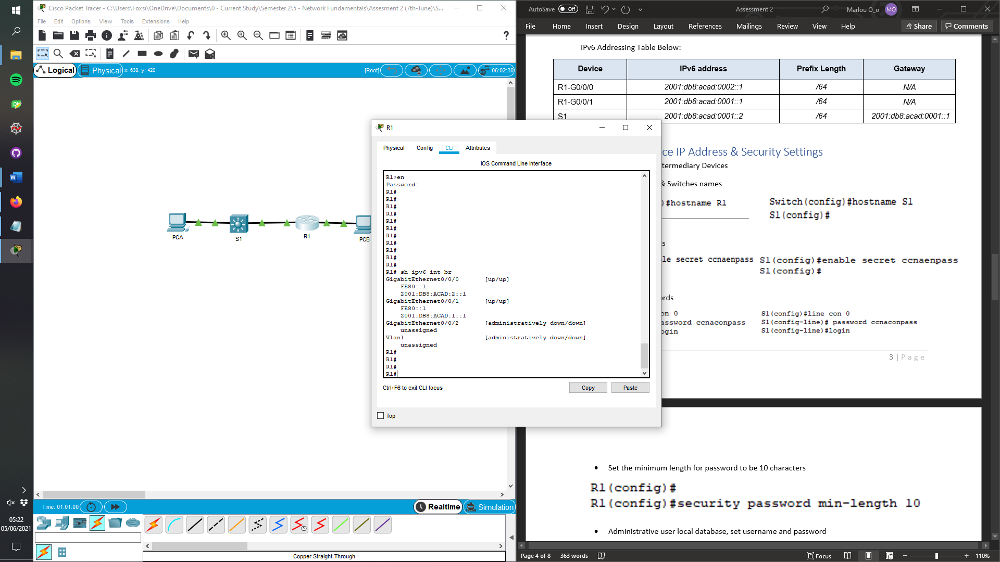 Cisco Packet Tracer - C:\Users\Foxsi\OneDrive\Documents\0 - Current Study\Semester 2\5 - Network Fundamentals\Assesment 2 (7th-June)\S...
File Edit Options View Tools Extensions Help
Logical Physical x: 638, y: 420 [Root] 06:02:30
PCA
S1
R1
PCB
Time: 01:01:00
Realtime Simulation
Copper Straight-Through
05:22
05/06/2021
R1
Physical Config CLI Attributes
IOS Command Line Interface
R1>en
Password:
R1#
R1#
R1#
R1#
R1#
R1#
R1#
R1#
R1#
R1#
R1#
R1# sh ipv6 int br
GigabitEthernet0/0/0 [up/up]
FE80::1
2001:DB8:ACAD:2::1
GigabitEthernet0/0/1 [up/up]
FE80::1
2001:DB8:ACAD:1::1
GigabitEthernet0/0/2 [administratively down/down]
unassigned
Vlan1 [administratively down/down]
unassigned
R1#
R1#
R1#
R1#
Ctrl+F6 to exit CLI focus
Copy Paste
Top
AutoSave Off Assessment 2 Marlou O_o MO
File Home Insert Design Layout References Mailings Review View Help Share Comments
IPv6 Addressing Table Below:
Device IPv6 address Prefix Length Gateway
R1-G0/0/0 2001:db8:acad:0002::1 /64 N/A
R1-G0/0/1 2001:db8:acad:0001::1 /64 N/A
S1 2001:db8:acad:0001::2 /64 2001:db8:acad:0001::1
ce IP Address & Security Settings
termediary Devices
& Switches names
)#hostname R1
Switch(config)#hostname S1
S1(config)#
s
le secret ccnaenpass
S1(config)#enable secret ccnaenpass
S1(config)#
rds
on 0
assword ccnaconpass
ogin
S1(config)#line con 0
S1(config-line)# password ccnaconpass
S1(config-line)#login
3 | Page
• Set the minimum length for password to be 10 characters
R1(config)#
R1(config)#security password min-length 10
• Administrative user local database, set username and password
Page 4 of 8 363 words Focus 110%